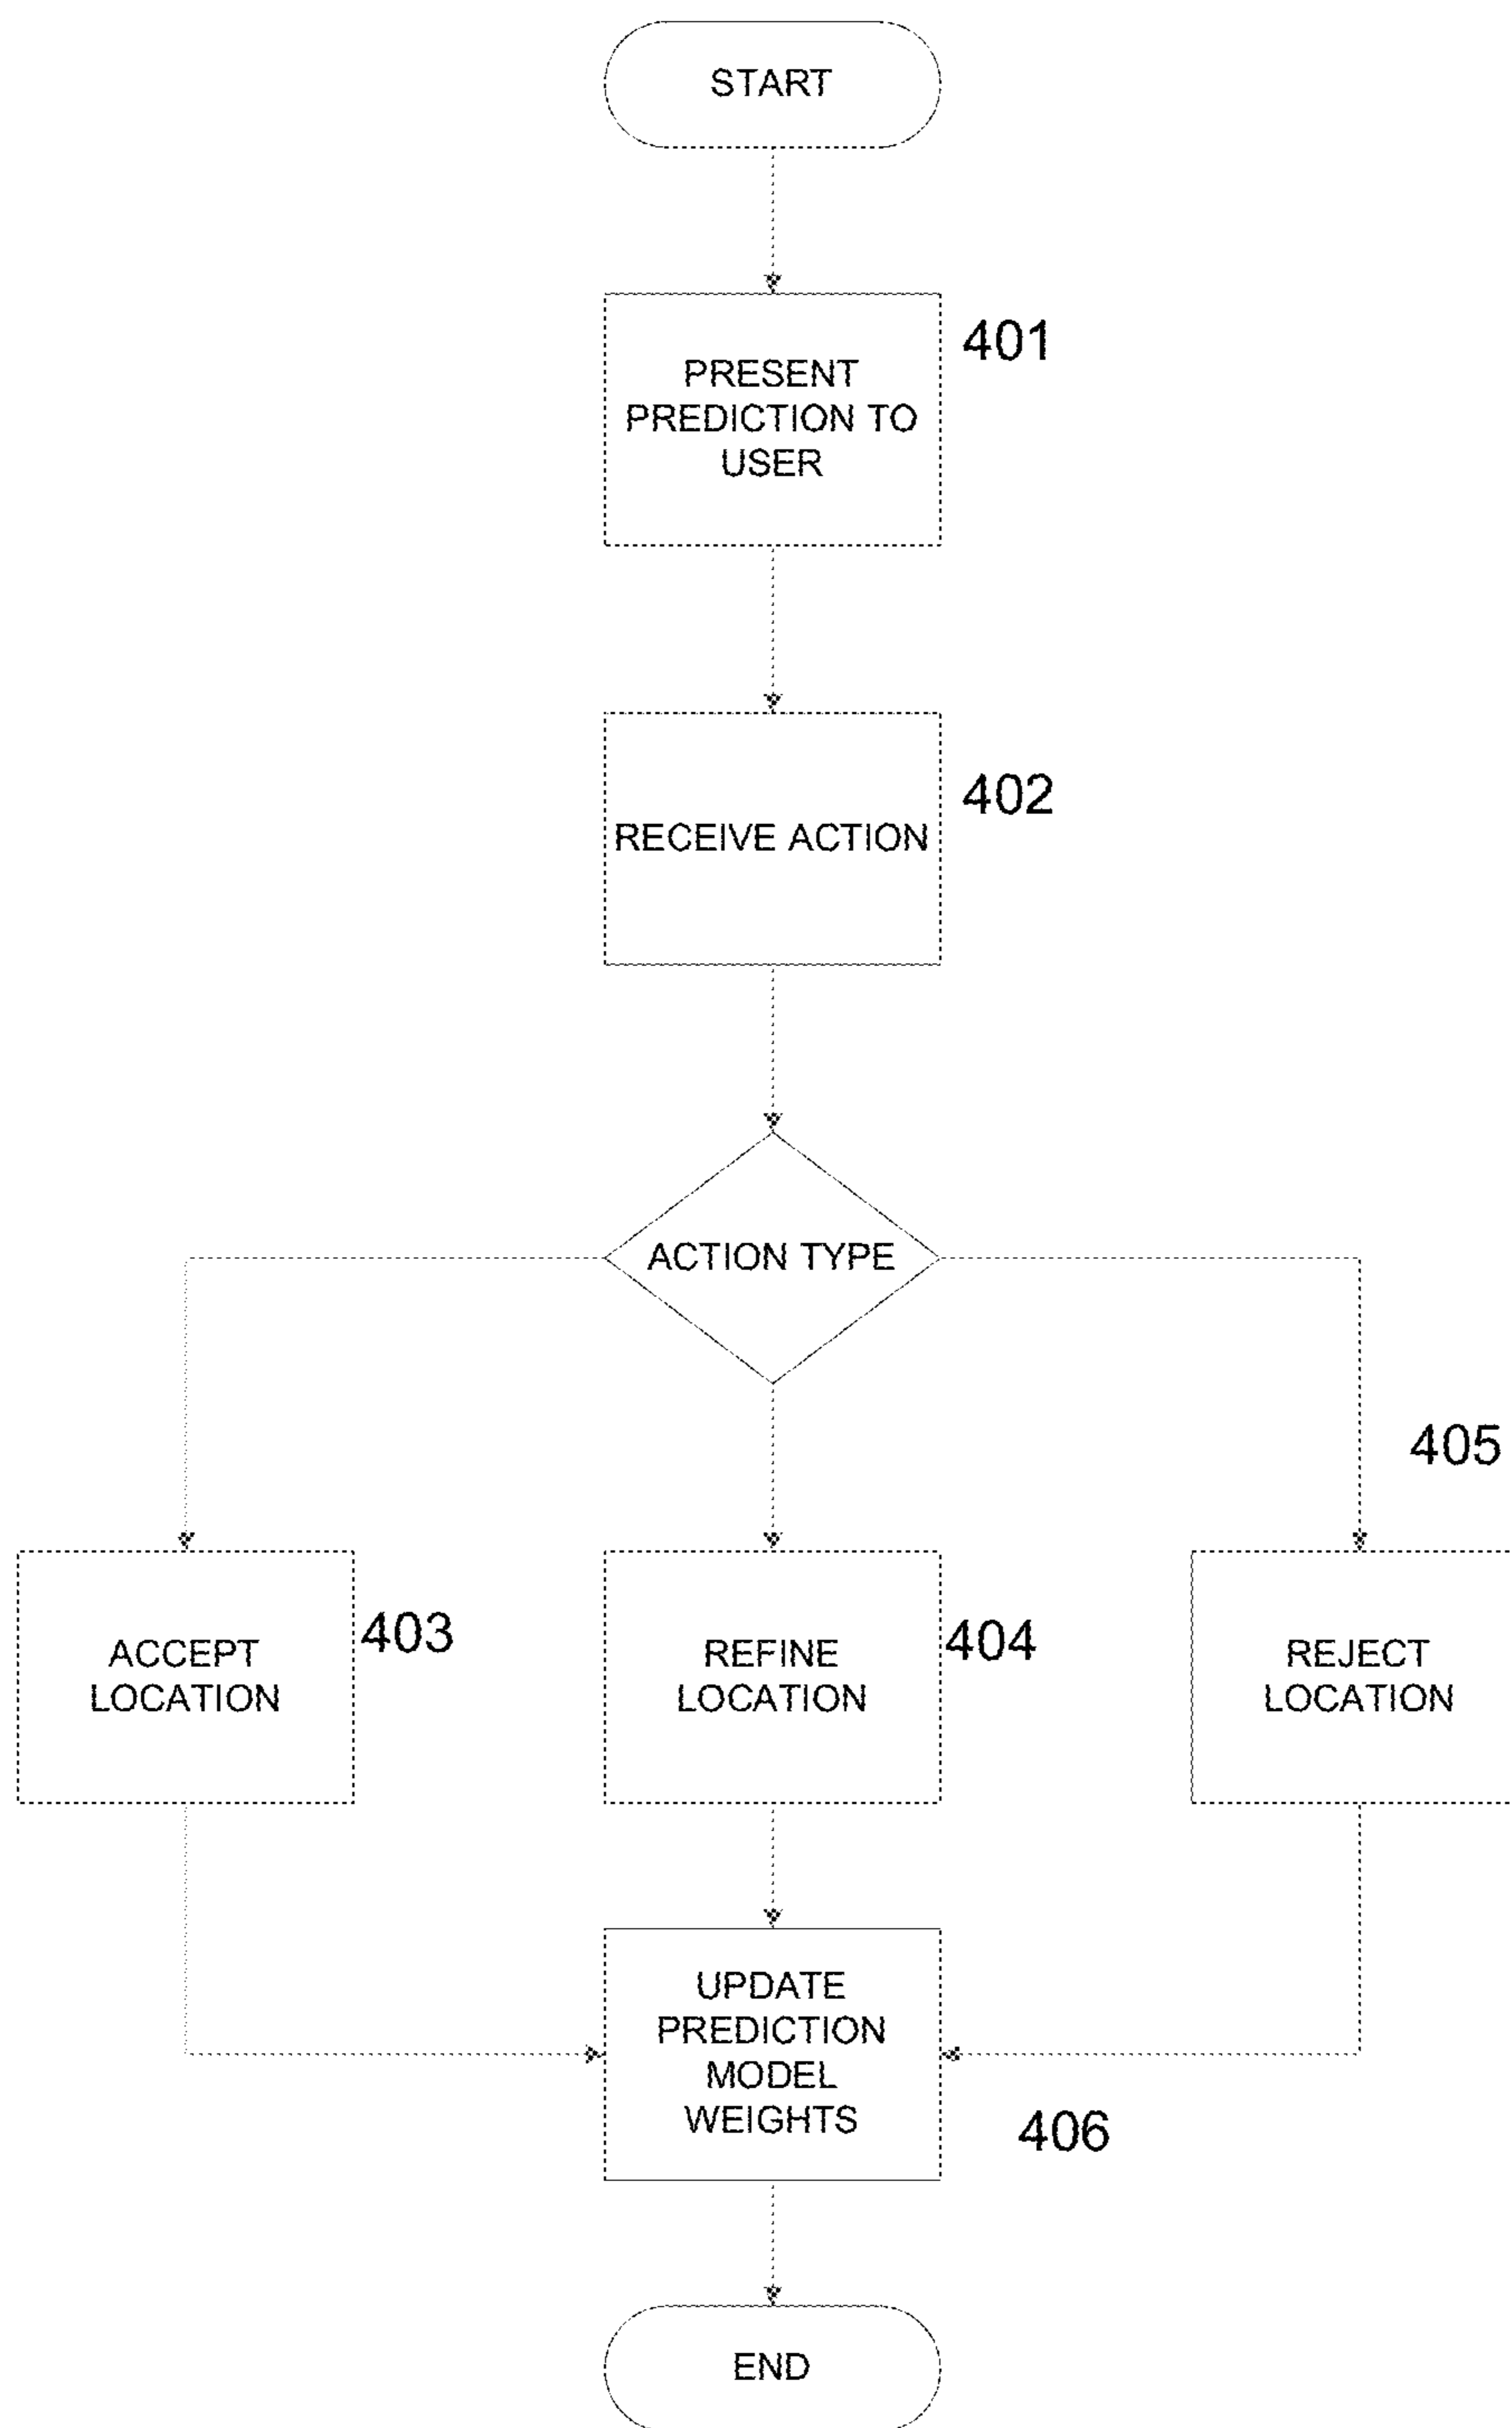 START
401
PRESENT
PREDICTION TO
USER
402
RECEIVE ACTION
ACTION TYPE
405
403
ACCEPT
LOCATION
404
REFINE
LOCATION
REJECT
LOCATION
UPDATE
PREDICTION
MODEL
WEIGHTS
406
END